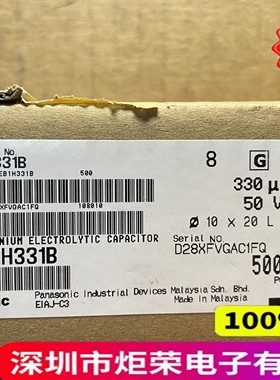 No
331B 8 G
EB1H331B 500
330 μ
50 V
XFVGAC1FQ 108010
ø 10 x 20 L
NIUM ELECTROLYTIC CAPACITOR
Serial No.
D28XFVGAC1FQ
1H331B
500
Panasonic Industrial Devices Malaysia Sdn. Bhd.
EIAJ-C3 Made in Malaysia
100%
深圳市炬荣电子有